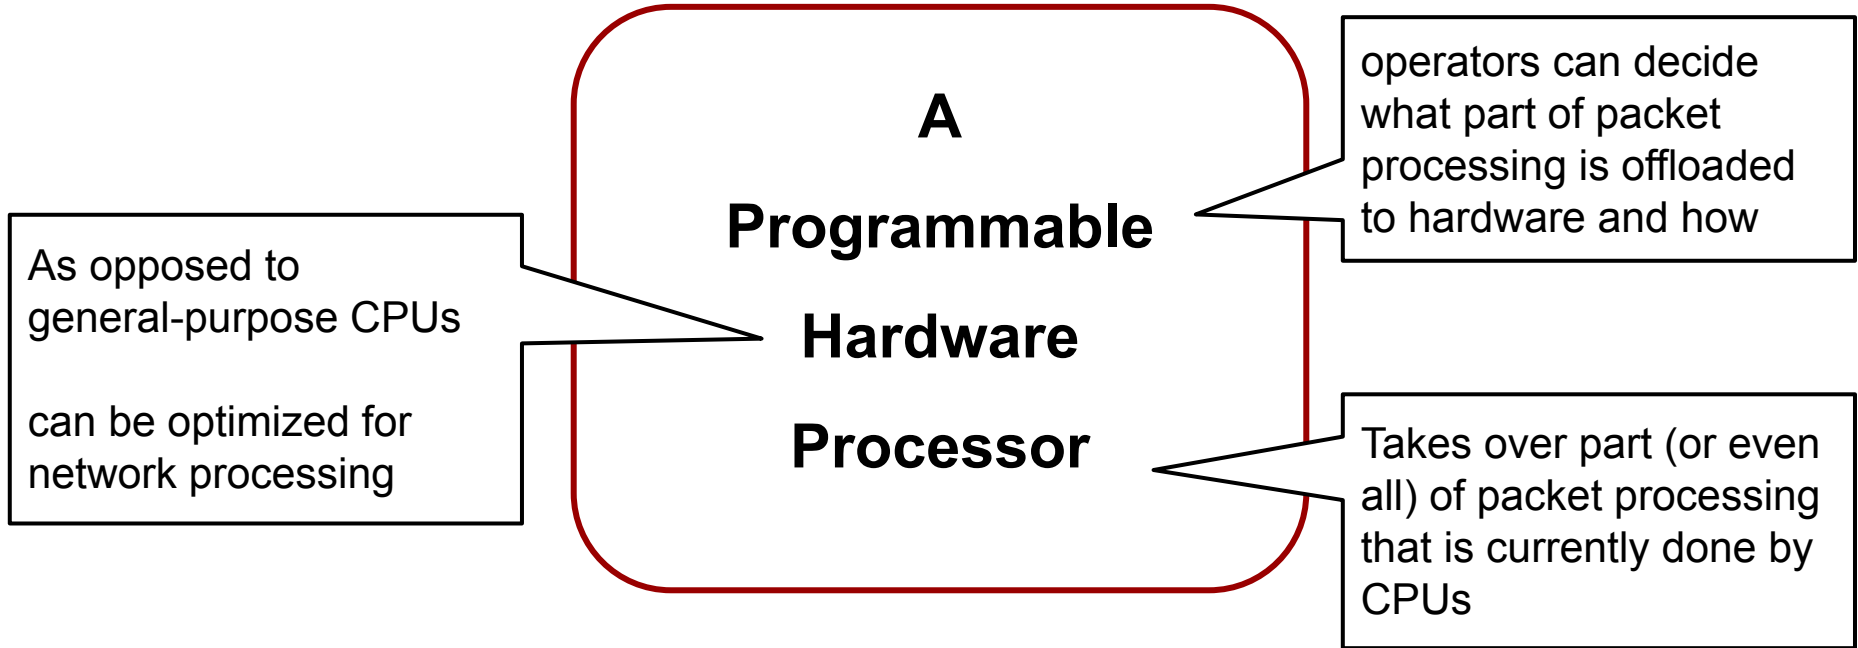 A
Programmable
Hardware
Processor
operators can decide
what part of packet
processing is offloaded
to hardware and how
As opposed to
general-purpose CPUs
can be optimized for
network processing
Takes over part (or even
all) of packet processing
that is currently done by
CPUs